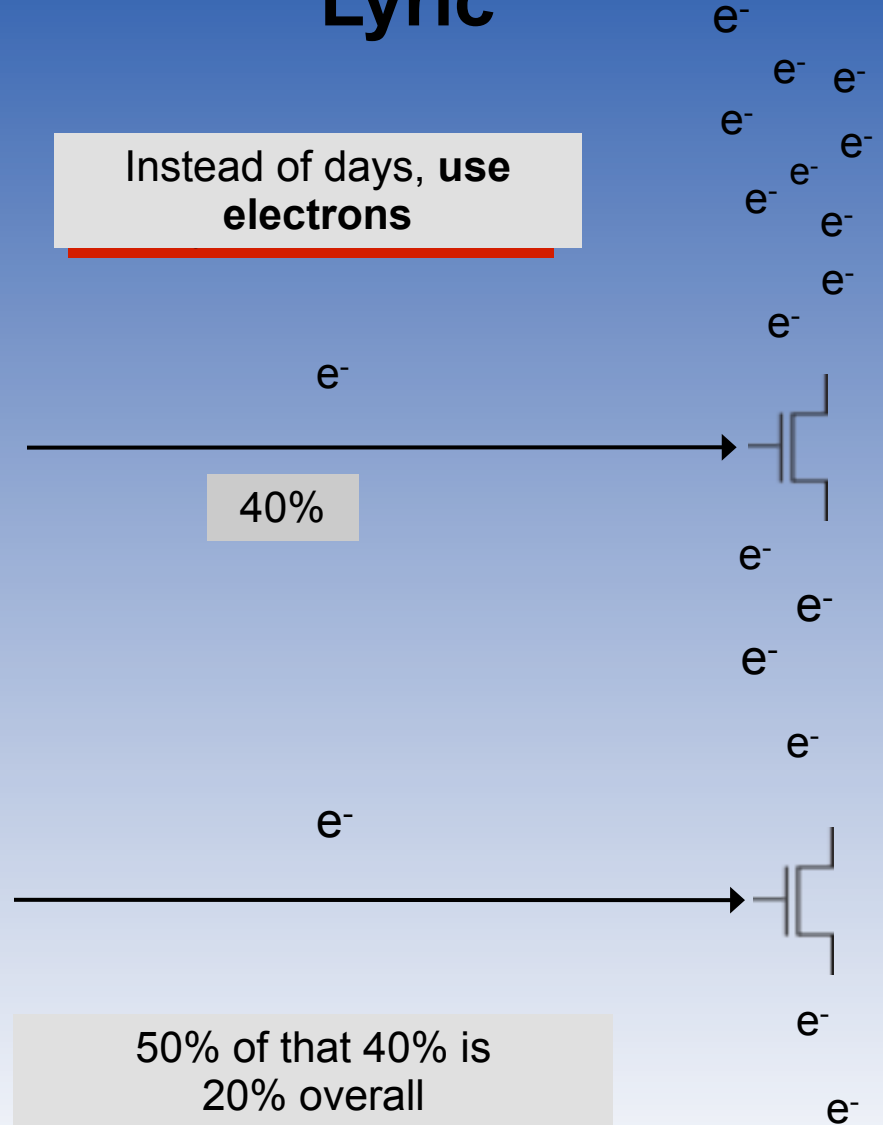 Lyric
e-
e- e-
e-
e-
e-
e-
e-
Instead of days, use
electrons
e-
e-
e-
40%
e-
e-
e-
e-
e-
e-
50% of that 40% is
20% overall
e-